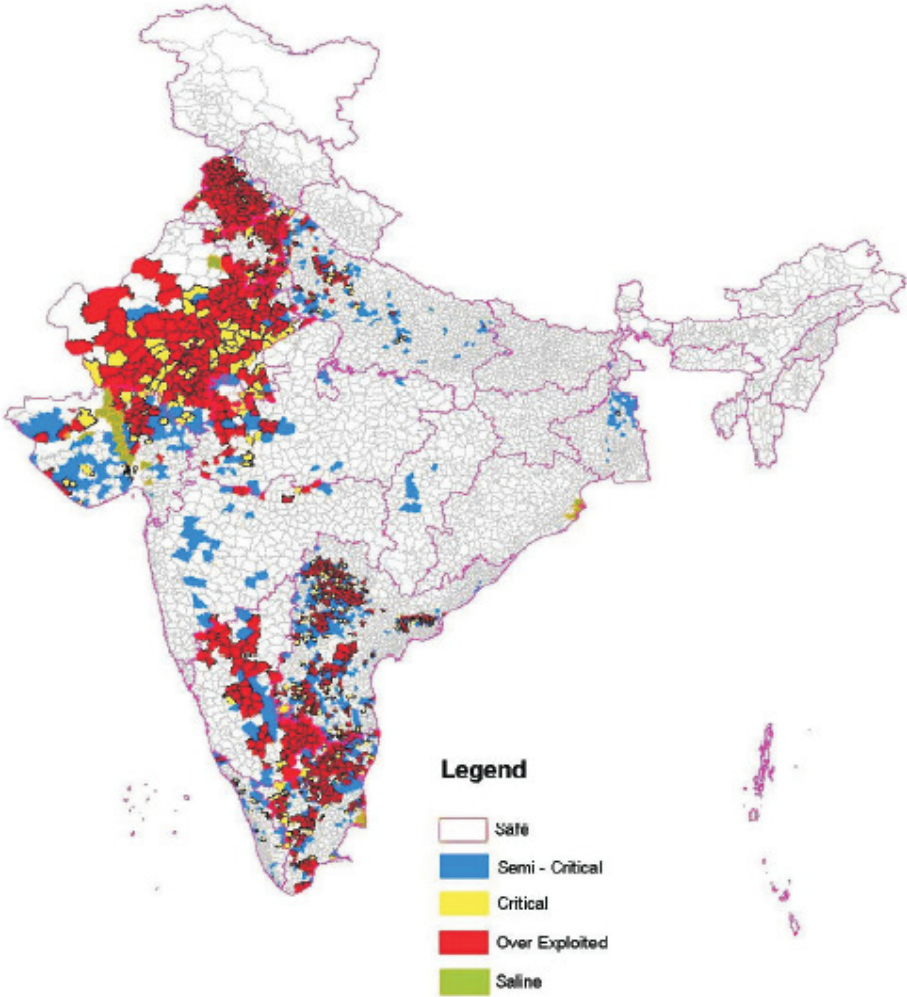 Legend
Safe
Semi - Critical
Critical
Over Exploited
Saline